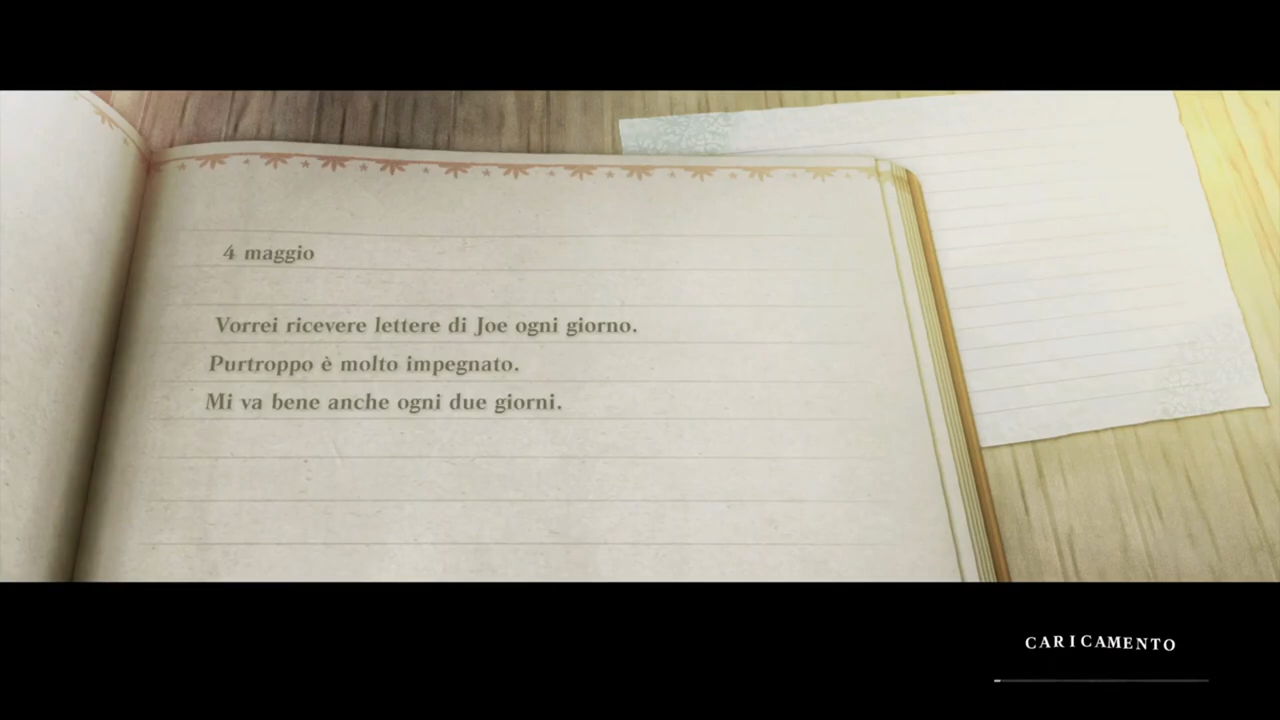 4 maggio
Vorrei ricevere lettere di Joe ogni giorno.
Purtroppo è molto impegnato.
Mi va bene anche ogni due giorni.
CARICAMENTO